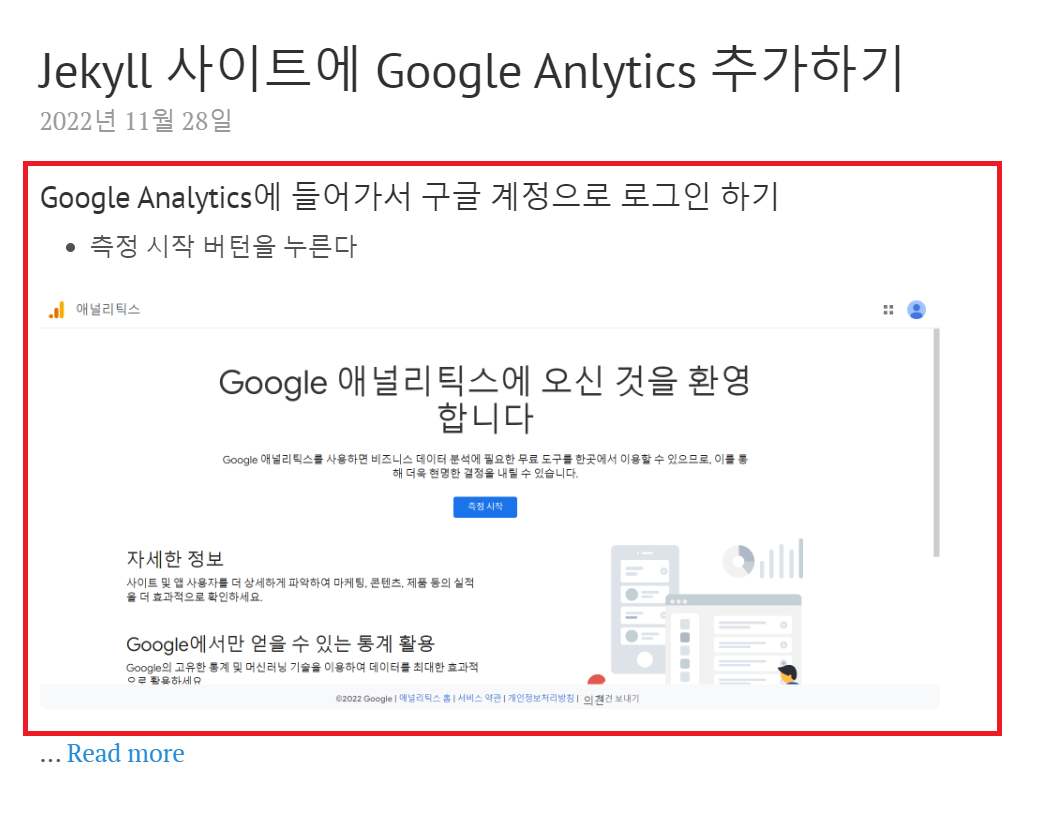 Jekyll 사이트에 Google Anlytics 추가하기
2022년 11월 28일
Google Analytics에 들어가서 구글 계정으로 로그인 하기
• 측정 시작 버턴을 누른다
애널리틱스
Google 애널리틱스에 오신 것을 환영
합니다
Google 애널리틱스를 사용하면 비즈니스 데이터 분석에 필요한 무료 도구를 한곳에서 이용할 수 있으므로, 이를 통
해 더욱 현명한 결정을 내릴 수 있습니다.
측정 시작
자세한 정보
사이트 및 앱 사용자를 더 상세하게 파악하여 마케팅, 콘텐츠, 제품 등의 실적
을 더 효과적으로 확인하세요.
Google에서만 얻을 수 있는 통계 활용
Google의 고유한 통계 및 머신러닝 기술을 이용하여 데이터를 최대한 효과적
으로 활용하세요
©2022 Google | 애널리틱스 홈 | 서비스 약관 | 개인정보처리방침 | 의견 보내기
... Read more